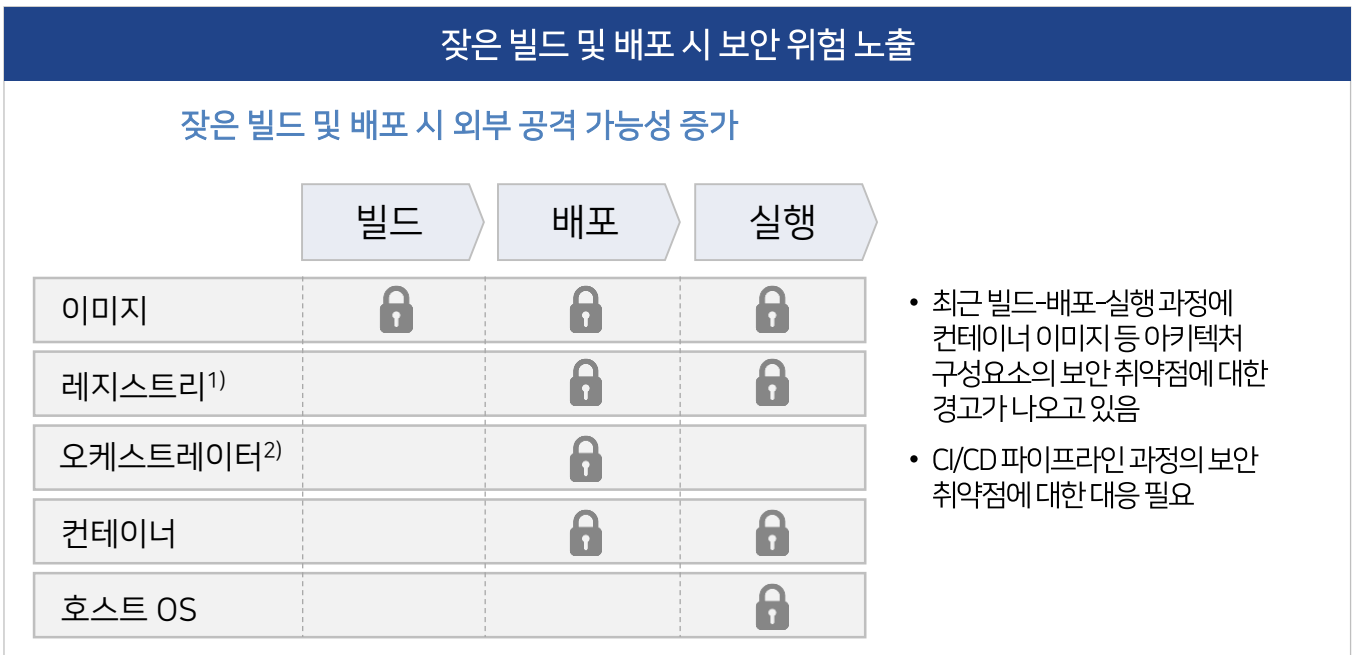 잦은 빌드 및 배포 시 보안 위험 노출
잦은 빌드 및 배포 시 외부 공격 가능성 증가
빌드
배포
실행
이미지
레지스트리1)
오케스트레이터2)
컨테이너
호스트 OS
• 최근 빌드-배포-실행 과정에
컨테이너 이미지 등 아키텍처
구성요소의 보안 취약점에 대한
경고가 나오고 있음
• CI/CD 파이프라인 과정의 보안
취약점에 대한 대응 필요